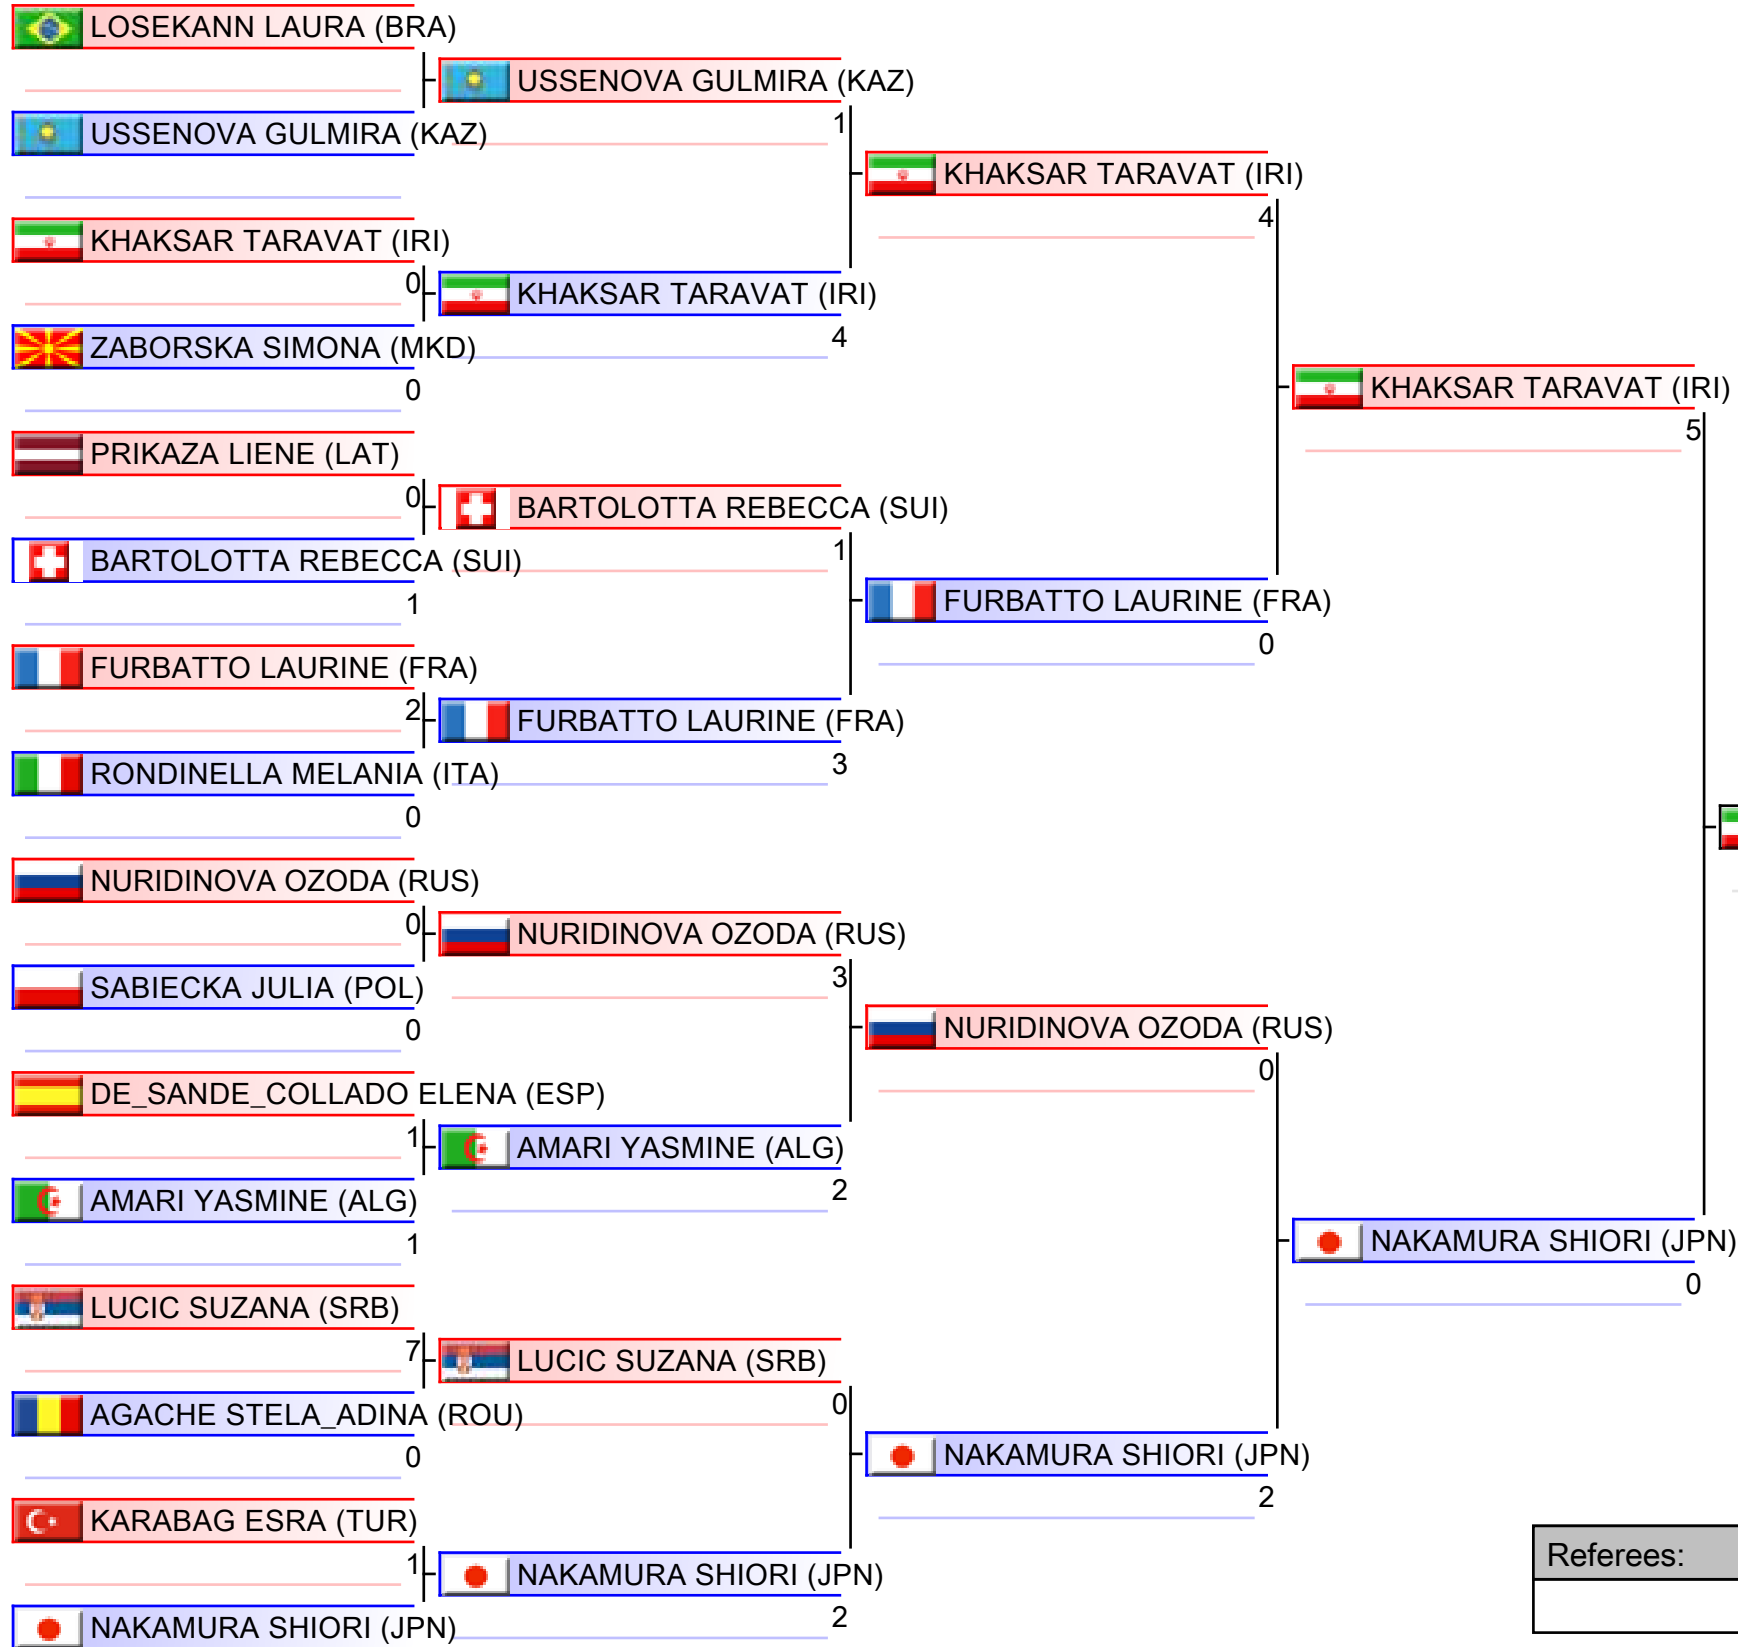 LOSEKANN LAURA (BRA)
USSENOVA GULMIRA (KAZ)
USSENOVA GULMIRA (KAZ)
1
KHAKSAR TARAVAT (IRI)
4
KHAKSAR TARAVAT (IRI)
0
KHAKSAR TARAVAT (IRI)
4
ZABORSKA SIMONA (MKD)
0
KHAKSAR TARAVAT (IRI)
5
PRIKAZA LIENE (LAT)
0
BARTOLOTTA REBECCA (SUI)
1
BARTOLOTTA REBECCA (SUI)
1
FURBATTO LAURINE (FRA)
0
FURBATTO LAURINE (FRA)
2
FURBATTO LAURINE (FRA)
3
RONDINELLA MELANIA (ITA)
0
NURIDINOVA OZODA (RUS)
0
NURIDINOVA OZODA (RUS)
3
SABIECKA JULIA (POL)
0
NURIDINOVA OZODA (RUS)
0
DE_SANDE_COLLADO ELENA (ESP)
1
AMARI YASMINE (ALG)
2
AMARI YASMINE (ALG)
1
NAKAMURA SHIORI (JPN)
0
LUCIC SUZANA (SRB)
7
LUCIC SUZANA (SRB)
0
AGACHE STELA_ADINA (ROU)
0
NAKAMURA SHIORI (JPN)
2
KARABAG ESRA (TUR)
1
NAKAMURA SHIORI (JPN)
2
NAKAMURA SHIORI (JPN)
Referees: